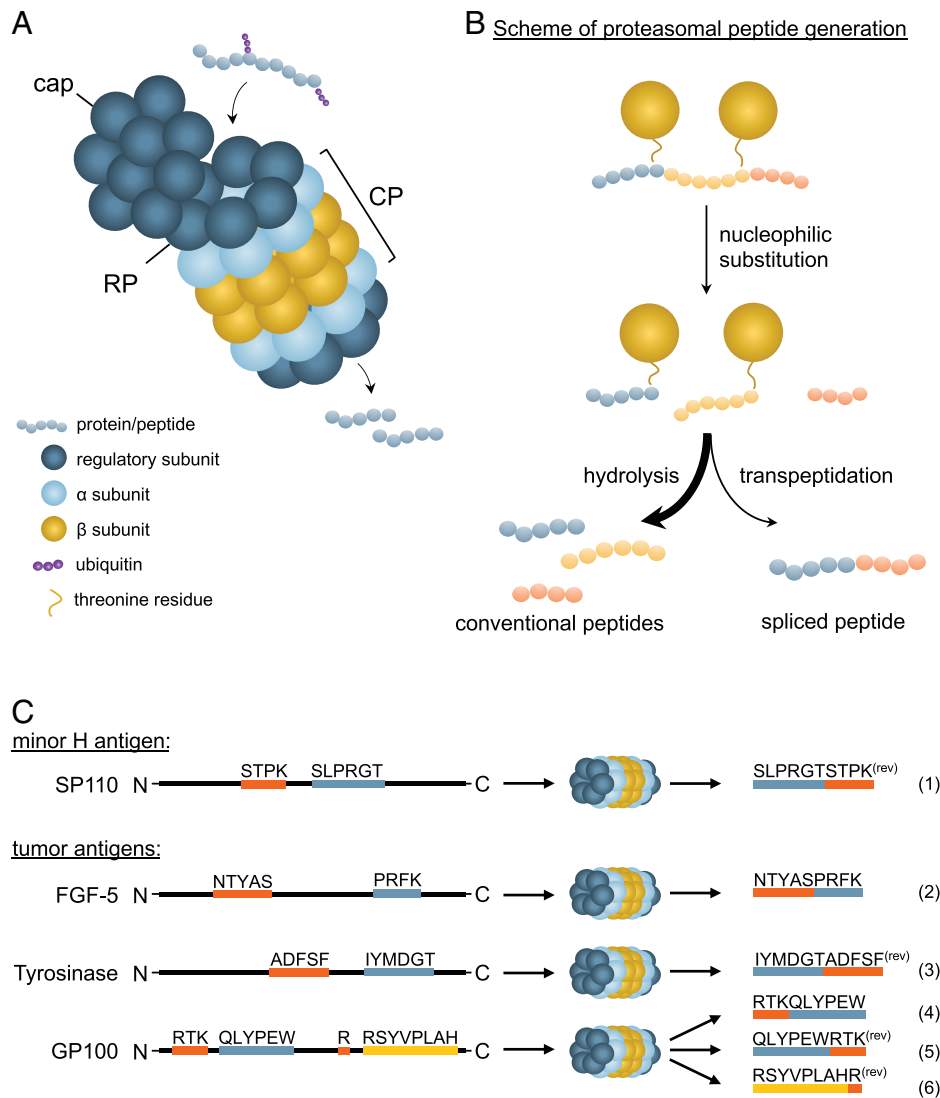 A
cap
CP
RP
protein/peptide
regulatory subunit
α subunit
β subunit
ubiquitin
threonine residue
B
Scheme of proteasomal peptide generation
nucleophilic
substitution
hydrolysis
transpeptidation
conventional peptides
spliced peptide
C
minor H antigen:
STPK SLPRGT
SP110 N C
SLPRGTSTPK(rev)
(1)
tumor antigens:
NTYAS PRFK
FGF-5 N C
NTYASPRFK
(2)
ADFSF IYMDGT
Tyrosinase N C
IYMDGTADFSF(rev)
(3)
RTK QLYPEW R RSYVPLAH
GP100 N C
RTKQLYPEW
(4)
QLYPEWRTK(rev)
(5)
RSYVPLAHR(rev)
(6)